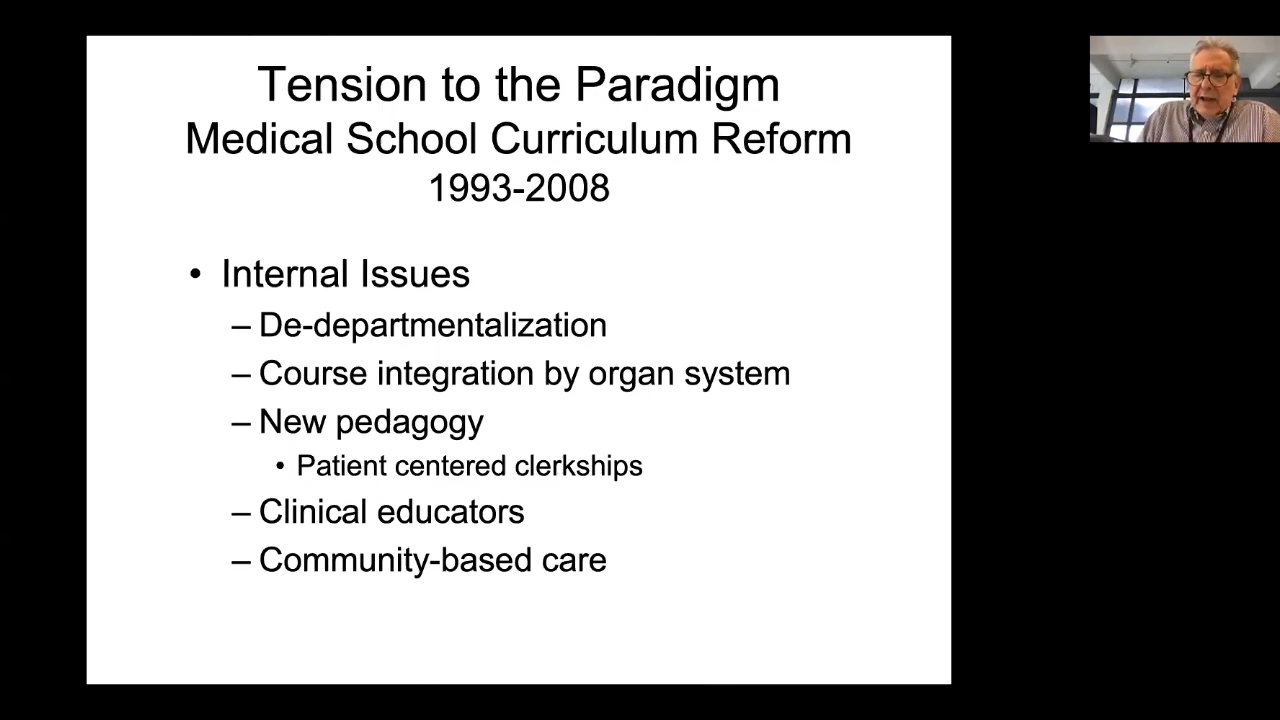 Tension to the Paradigm
Medical School Curriculum Reform
1993-2008
• Internal Issues
– De-departmentalization
– Course integration by organ system
– New pedagogy
• Patient centered clerkships
– Clinical educators
– Community-based care